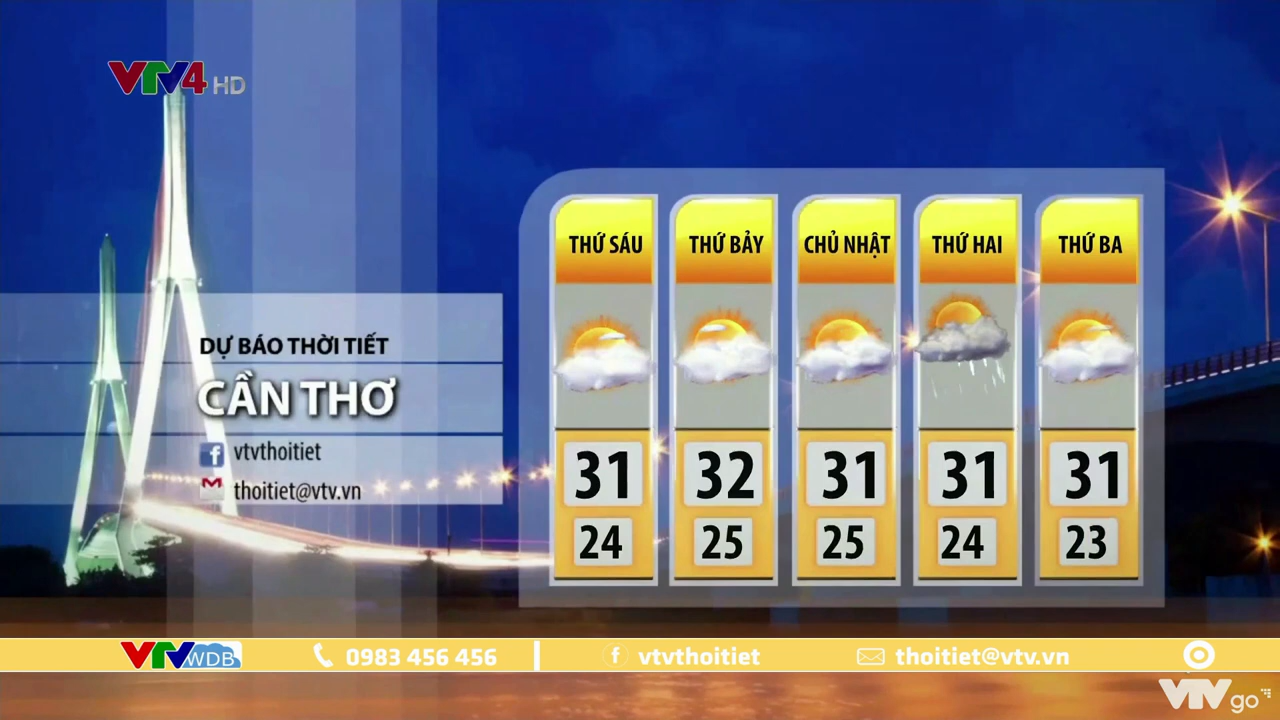 VTV4 HD
DỰ BÁO THỜI TIẾT
CẦN THƠ
vtvthoitiet
thoitiet@vtv.vn
THỨ SÁU THỨ BẢY CHỦ NHẬT THỨ HAI THỨ BA
31 32 31 31 31
24 25 25 24 23
VTV WDB 0983 456 456 vtvthoitiet thoitiet@vtv.vn
VTV go